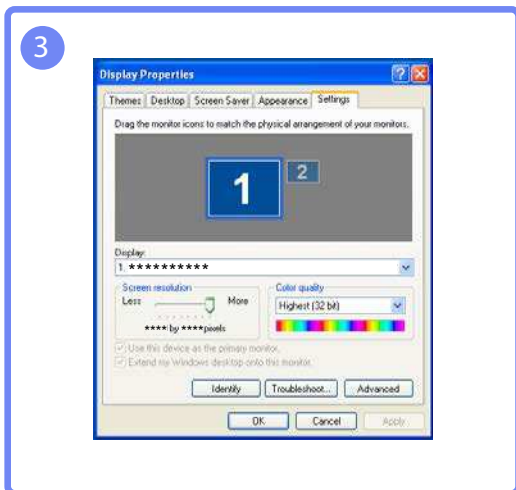 3
Display Properties
Themes Desktop Screen Saver Appearance Settings
Drag the monitor icons to match the physical arrangement of your monitors.
1 2
Display:
1. **********
Screen resolution
Less More
**** by **** pixels
Color quality
Highest (32 bit)
Use this device as the primary monitor.
Extend my Windows desktop onto this monitor.
Identify Troubleshoot... Advanced
OK Cancel Apply